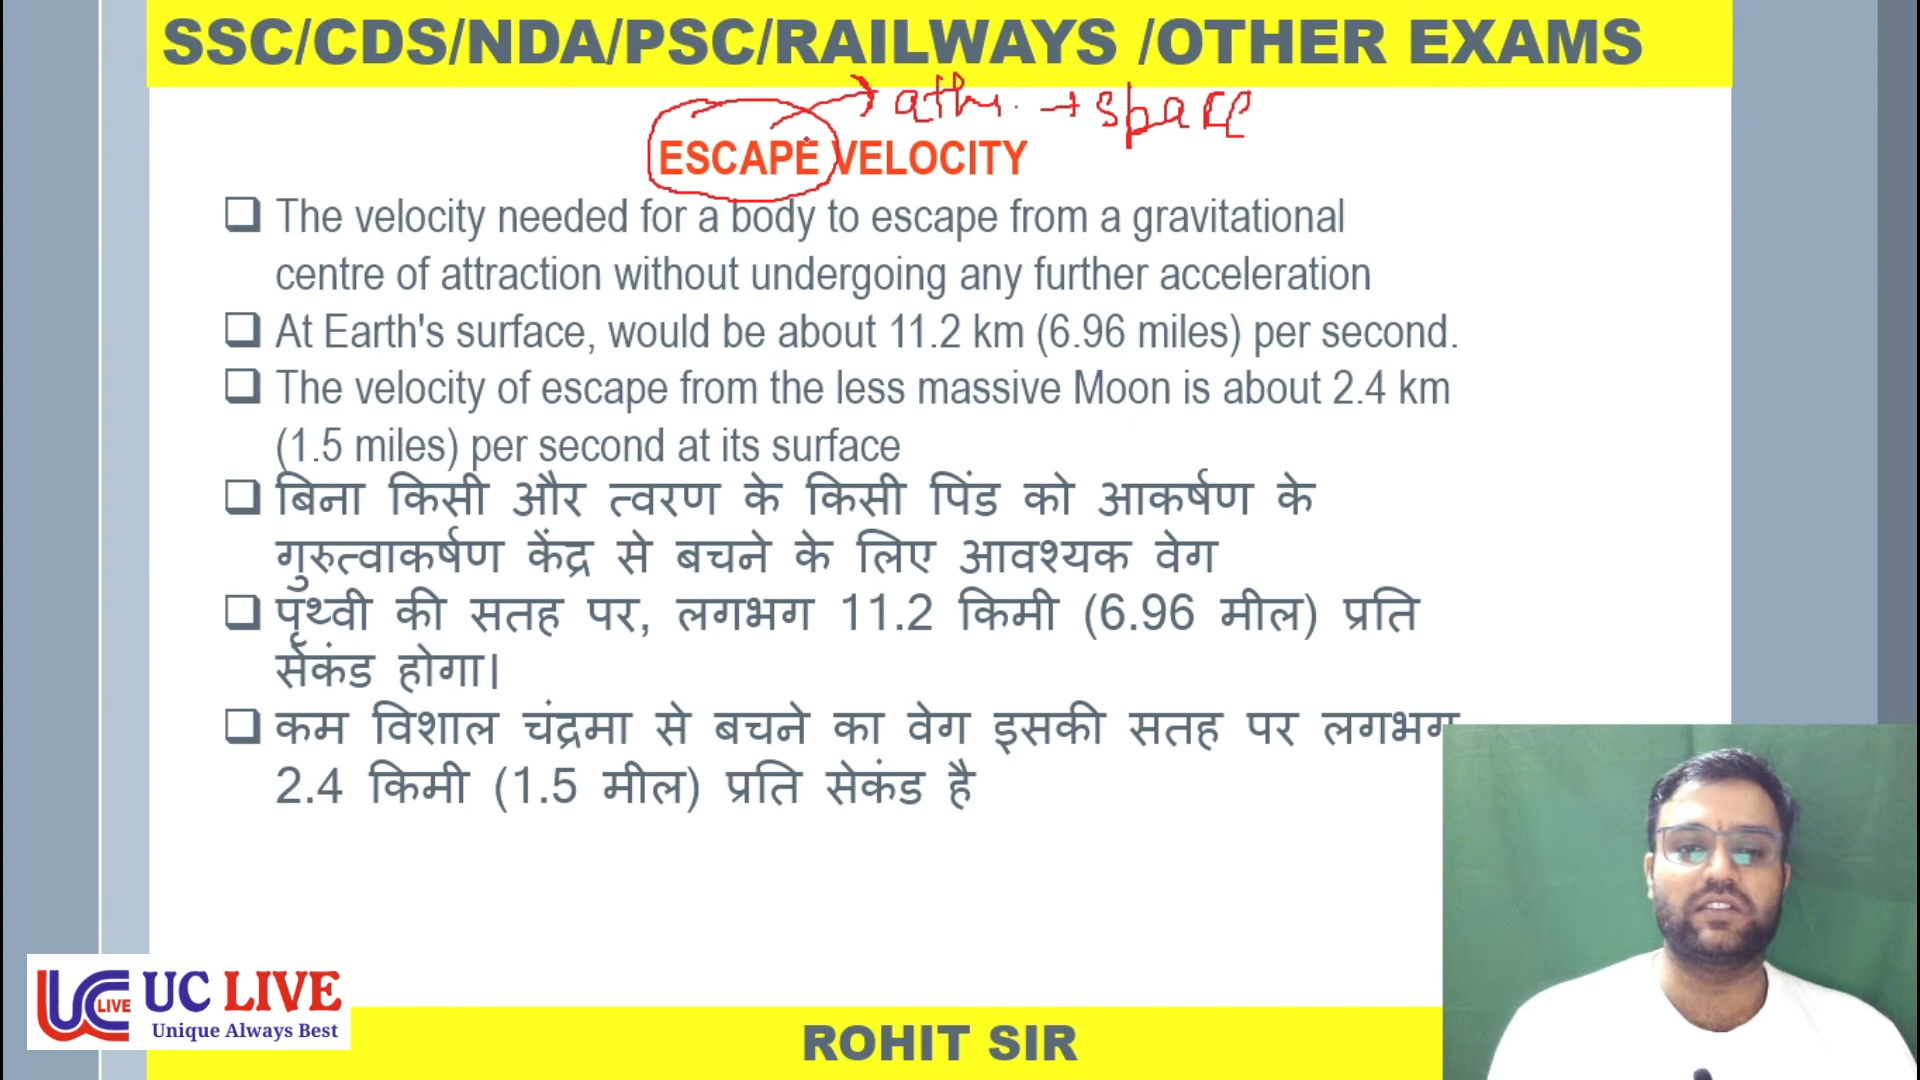 SSC/CDS/NDA/PSC/RAILWAYS /OTHER EXAMS
→ space
ESCAPE VELOCITY
❑ The velocity needed for a body to escape from a gravitational
centre of attraction without undergoing any further acceleration
❑ At Earth's surface, would be about 11.2 km (6.96 miles) per second.
❑ The velocity of escape from the less massive Moon is about 2.4 km
(1.5 miles) per second at its surface
❑ बिना किसी और त्वरण के किसी पिंड को आकर्षण के
गुरुत्वाकर्षण केंद्र से बचने के लिए आवश्यक वेग
❑ पृथ्वी की सतह पर, लगभग 11.2 किमी (6.96 मील) प्रति
सेकंड होगा।
❑ कम विशाल चंद्रमा से बचने का वेग इसकी सतह पर लगभग
2.4 किमी (1.5 मील) प्रति सेकंड है
UC LIVE
LIVE
Unique Always Best
ROHIT SIR